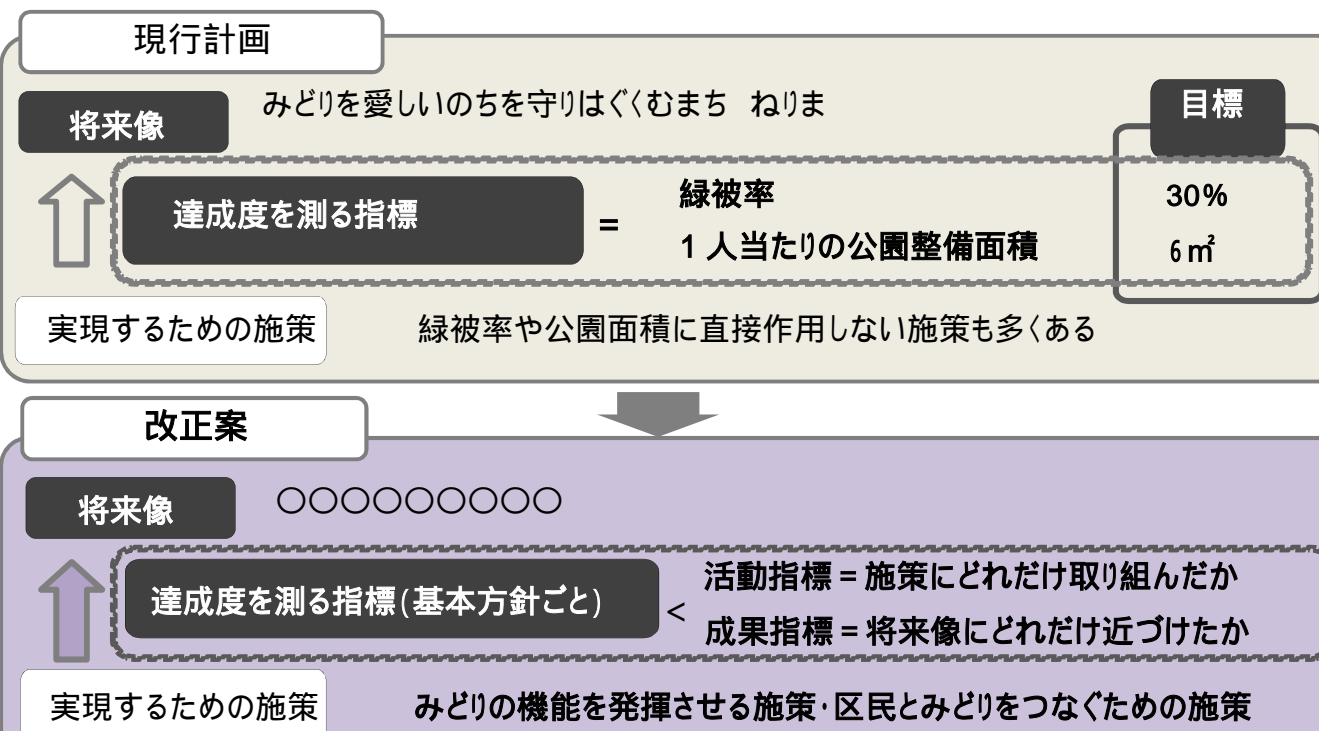 現行計画
将来像 みどりを愛しいのちを守りはぐくむまち ねりま
目標
達成度を測る指標 = 緑被率 30%
1人当たりの公園整備面積 6㎡
実現するための施策 緑被率や公園面積に直接作用しない施策も多くある
改正案
将来像 ○○○○○○○○○
達成度を測る指標(基本方針ごと) < 活動指標=施策にどれだけ取り組んだか
成果指標=将来像にどれだけ近づけたか
実現するための施策 みどりの機能を発揮させる施策・区民とみどりをつなぐための施策